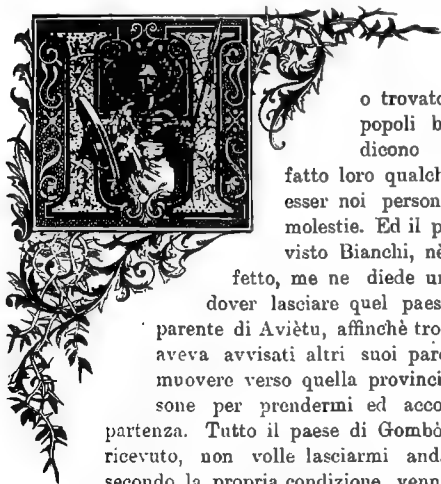 Ho trovato
popoli b
dicono
fatto loro qualch
esser noi person
molestie. Ed il p
visto Bianchi, nè
fetto, me ne diede un
dover lasciare quel paes
parente di Aviètu, affinchè tro
aveva avvisati altri suoi pare
muovere verso quella provinci
sone per prendermi ed acco
partenza. Tutto il paese di Gombò
ricevuto, non volle lasciarmi and
secondo la propria condizione, venn